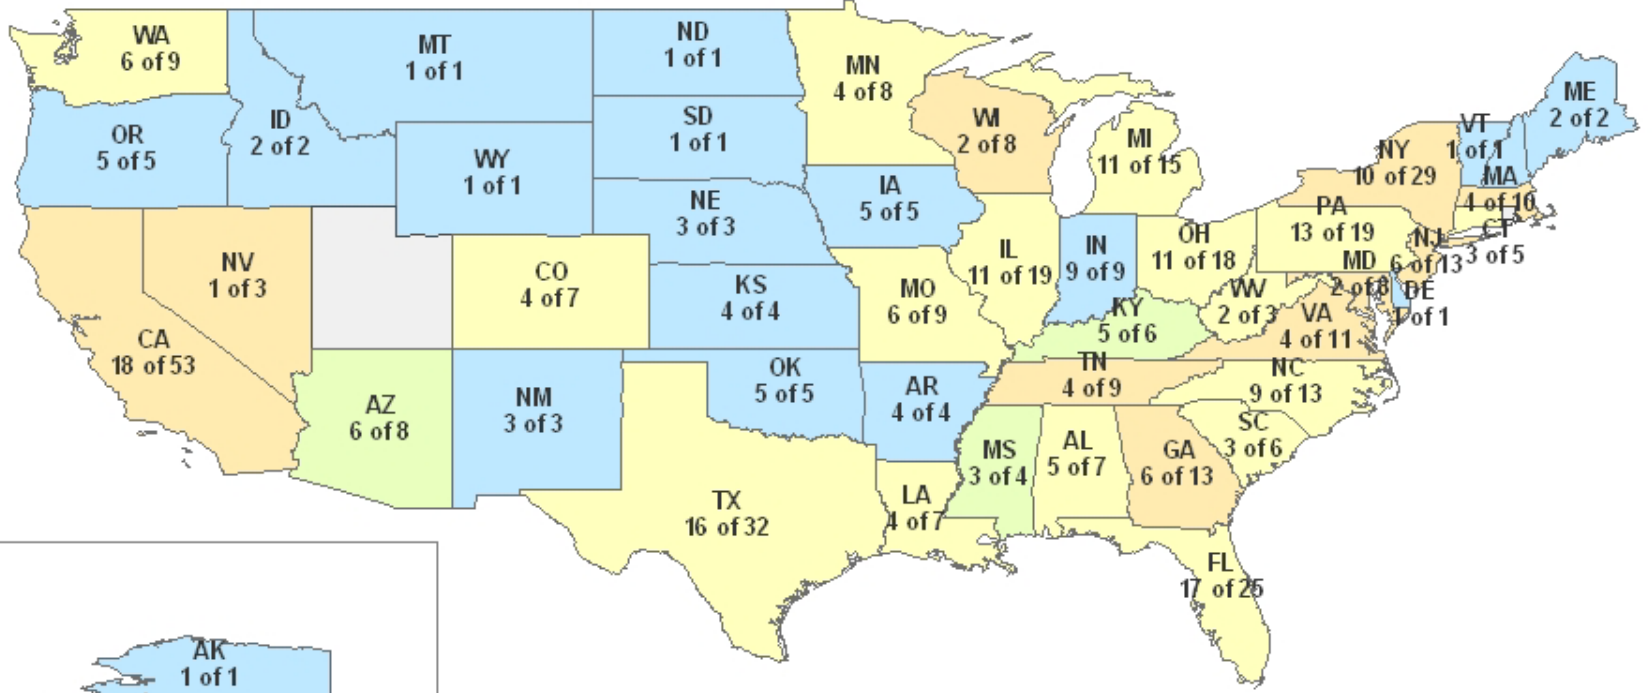 WA
6 of 9
MT
1 of 1
ND
1 of 1
MN
4 of 8
ME
2 of 2
OR
5 of 5
ID
2 of 2
SD
1 of 1
WI
2 of 8
MI
11 of 15
VT
1 of 1
NY
10 of 29
WY
1 of 1
IA
5 of 5
MA
4 of 10
NE
3 of 3
PA
13 of 19
CT
3 of 5
NV
1 of 3
CO
4 of 7
IL
11 of 19
IN
9 of 9
OH
11 of 18
NJ
6 of 13
KS
4 of 4
MO
6 of 9
MD
2 of 8
DE
1 of 1
WV
2 of 3
KY
5 of 6
VA
4 of 11
CA
18 of 53
TN
4 of 9
NC
9 of 13
AZ
6 of 8
NM
3 of 3
OK
5 of 5
AR
4 of 4
SC
3 of 6
MS
3 of 4
AL
5 of 7
GA
6 of 13
TX
16 of 32
LA
4 of 7
FL
17 of 25
AK
1 of 1